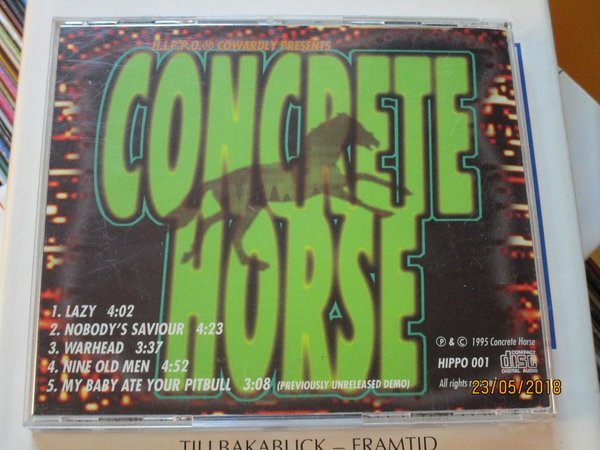 H.I.P.P.O.® COWARDLY PRESENTS
CONCRETE
HORSE
1. LAZY 4:02
2. NOBODY'S SAVIOUR 4:23
3. WARHEAD 3:37
4. NINE OLD MEN 4:52
5. MY BABY ATE YOUR PITBULL 3:08 (PREVIOUSLY UNRELEASED DEMO)
℗ & © 1995 Concrete Horse
HIPPO 001
COMPACT
disc
DIGITAL AUDIO
All rights
23/05/2018
TILLBAKABLICK – FRAMTID